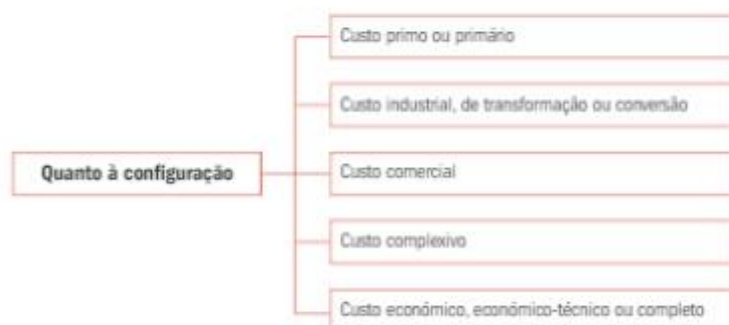 Custo primo ou primário
Custo industrial, de transformação ou conversão
Quanto à configuração
Custo comercial
Custo complexivo
Custo económico, económico-técnico ou completo